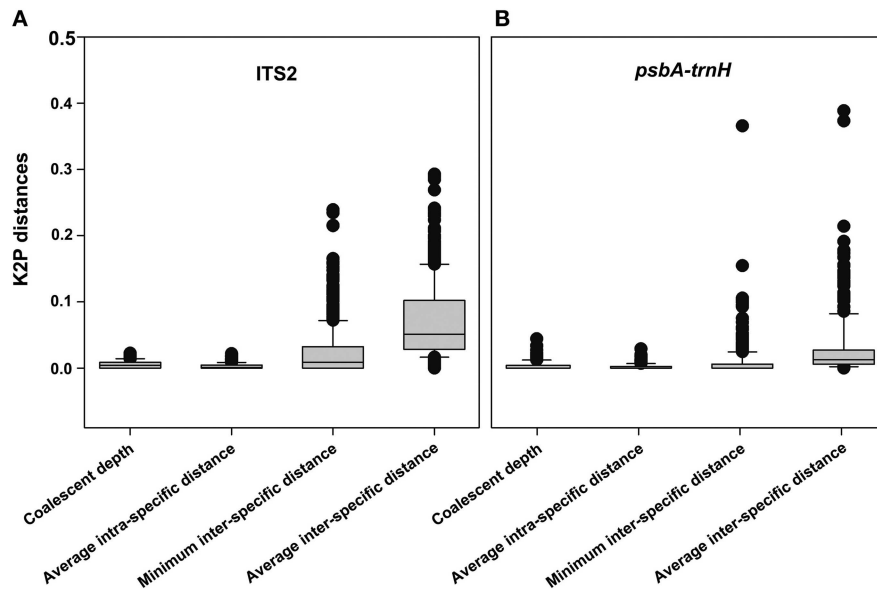 A
B
ITS2
psbA-trnH
K2P distances
0.5
0.4
0.3
0.2
0.1
0.0
Coalescent depth
Average intra-specific distance
Minimum inter-specific distance
Average inter-specific distance
Coalescent depth
Average intra-specific distance
Minimum inter-specific distance
Average inter-specific distance